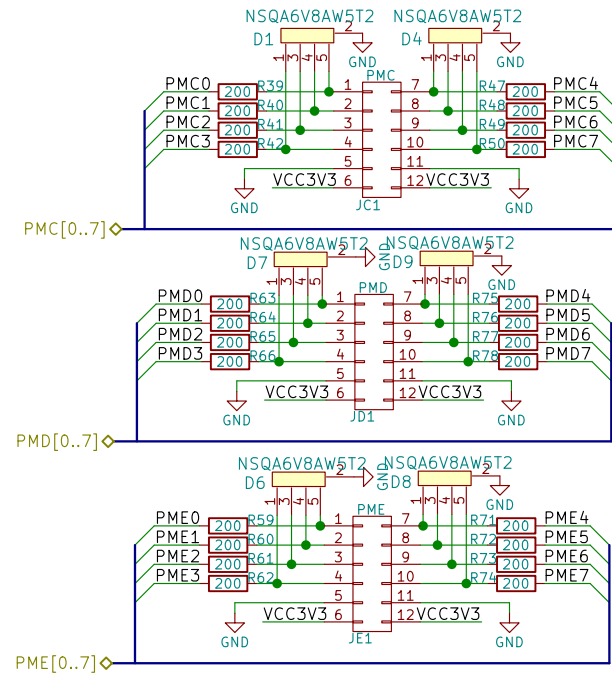 NSQA6V8AW5T2 NSQA6V8AW5T2
D1 2 D4 2
GND GND
1 3 4 5 PMC 1 3 4 5
PMC0 200 R39 1 7 R47 200 PMC4
PMC1 200 R40 2 8 R48 200 PMC5
PMC2 200 R41 3 9 R49 200 PMC6
PMC3 200 R42 4 10 R50 200 PMC7
5 11
VCC3V3 6 12 VCC3V3
GND JC1 GND
PMC[0..7]
NSQA6V8AW5T2 NSQA6V8AW5T2
D7 2 GND D9 2
GND
1 3 4 5 PMD 1 3 4 5
PMD0 200 R63 1 7 R75 200 PMD4
PMD1 200 R64 2 8 R76 200 PMD5
PMD2 200 R65 3 9 R77 200 PMD6
PMD3 200 R66 4 10 R78 200 PMD7
5 11
VCC3V3 6 12 VCC3V3
GND JD1 GND
PMD[0..7]
NSQA6V8AW5T2 NSQA6V8AW5T2
D6 2 GND D8 2
GND
1 3 4 5 PME 1 3 4 5
PME0 200 R59 1 7 R71 200 PME4
PME1 200 R60 2 8 R72 200 PME5
PME2 200 R61 3 9 R73 200 PME6
PME3 200 R62 4 10 R74 200 PME7
5 11
VCC3V3 6 12 VCC3V3
GND JE1 GND
PME[0..7]